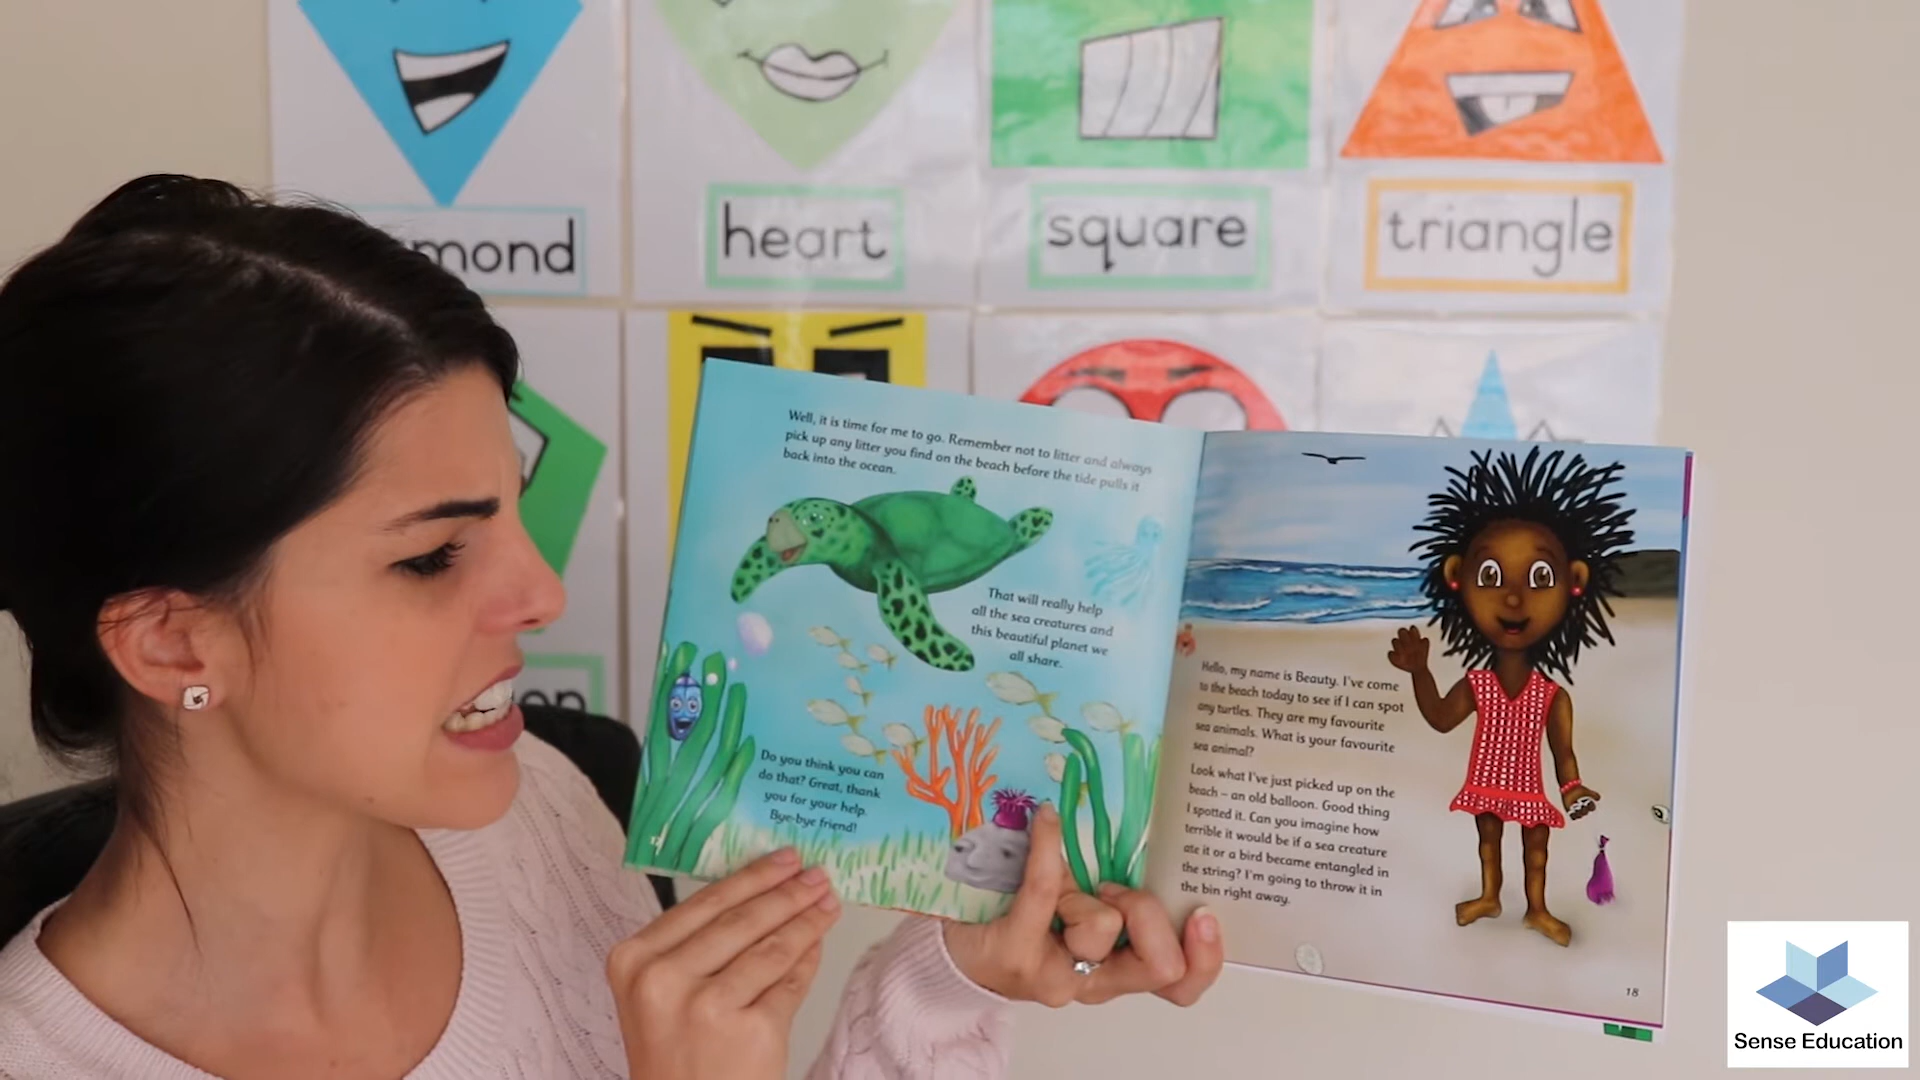 mond
heart
square
triangle
Well, it is time for me to go. Remember not to litter and always
pick up any litter you find on the beach before the tide pulls it
back into the ocean.
That will really help
all the sea creatures and
this beautiful planet we
all share.
Do you think you can
do that? Great, thank
you for your help.
Bye-bye friend!
Hello, my name is Beauty. I've come
to the beach today to see if I can spot
any turtles. They are my favourite
sea animals. What is your favourite
sea animal?
Look what I've just picked up on the
beach – an old balloon. Good thing
I spotted it. Can you imagine how
terrible it would be if a sea creature
ate it or a bird became entangled in
the string? I'm going to throw it in
the bin right away.
18
Sense Education